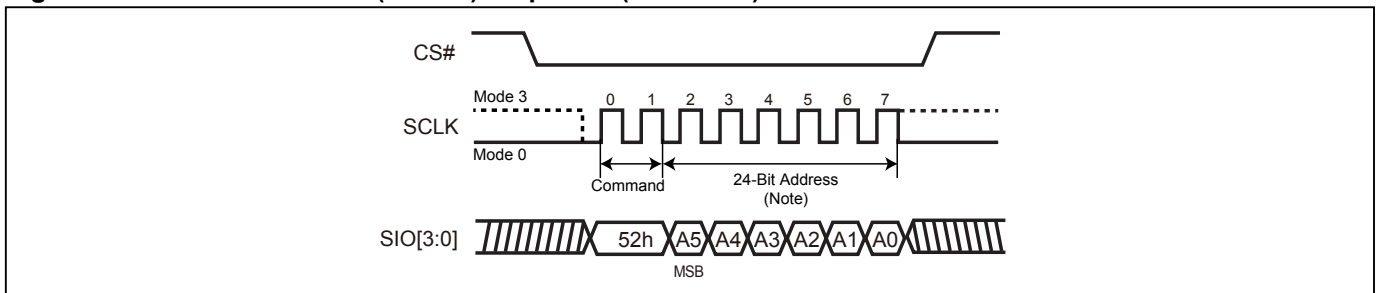 CS#
Mode 3
0 1 2 3 4 5 6 7
SCLK
Mode 0
Command
24-Bit Address
(Note)
SIO[3:0]
52h A5 A4 A3 A2 A1 A0
MSB